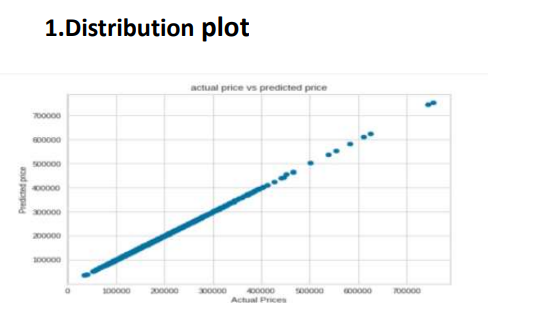 1.Distribution plot
actual price vs predicted price
700000
600000
500000
400000
300000
200000
100000
Predicted price
0 100000 200000 300000 400000 500000 600000 700000
Actual Prices